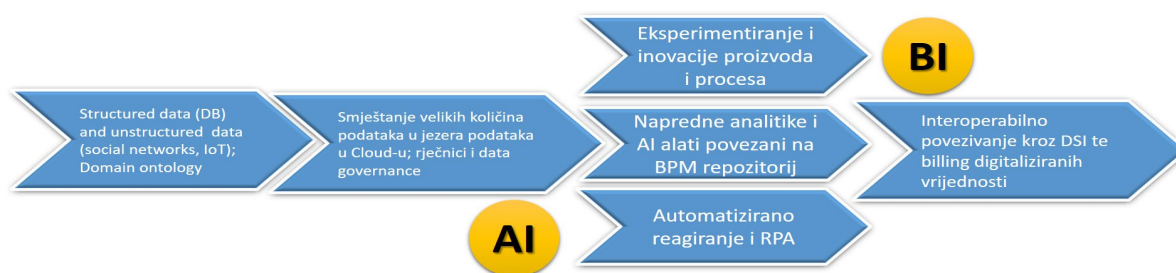 Structured data (DB)
and unstructured data
(social networks, IoT);
Domain ontology
Smještanje velikih količina
podataka u jezera podataka
u Cloud-u; rječnici i data
governance
Eksperimentiranje i
inovacije proizvoda
i procesa
Napredne analitike i
AI alati povezani na
BPM repozitorij
Automatizirano
reagiranje i RPA
AI
BI
Interoperabilno
povezivanje kroz DSI te
billing digitaliziranih
vrijednosti